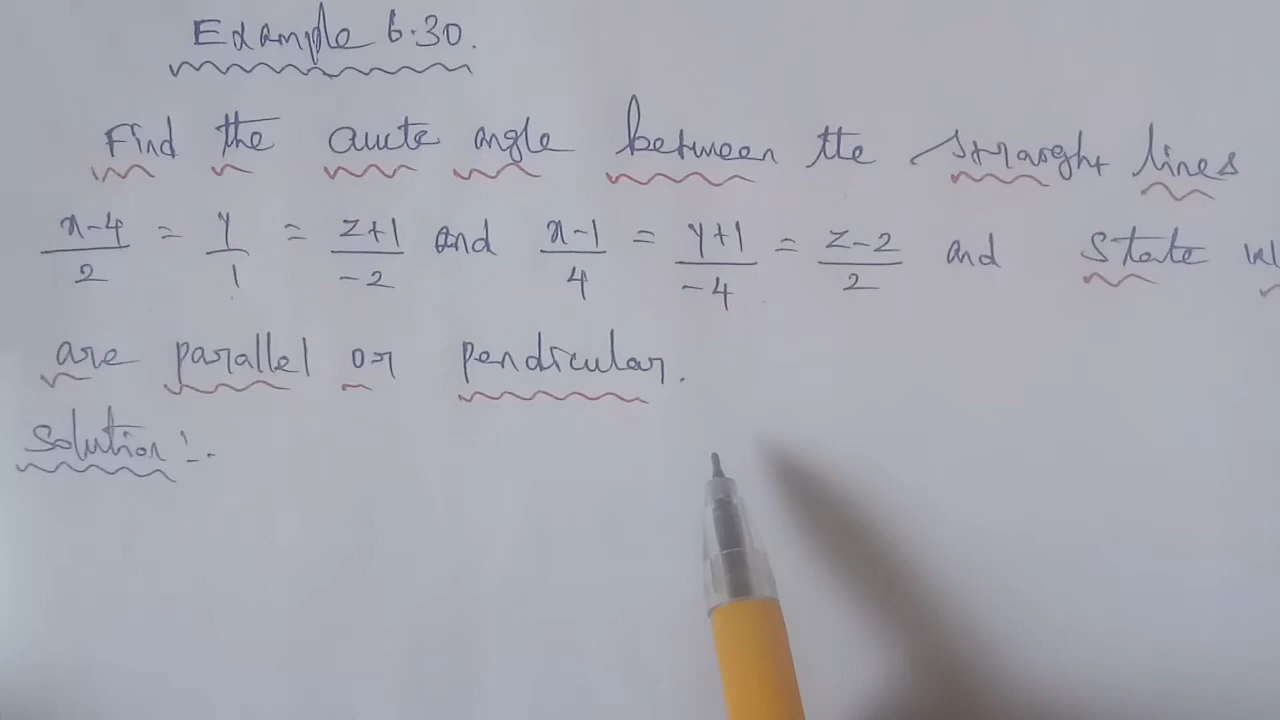 Example 6.30.
Find the aucte angle between the straight lines
x-4/2 = y/1 = z+1/-2 and x-1/4 = y+1/-4 = z-2/2 and state
are parallel or pendicular.
Solution:-